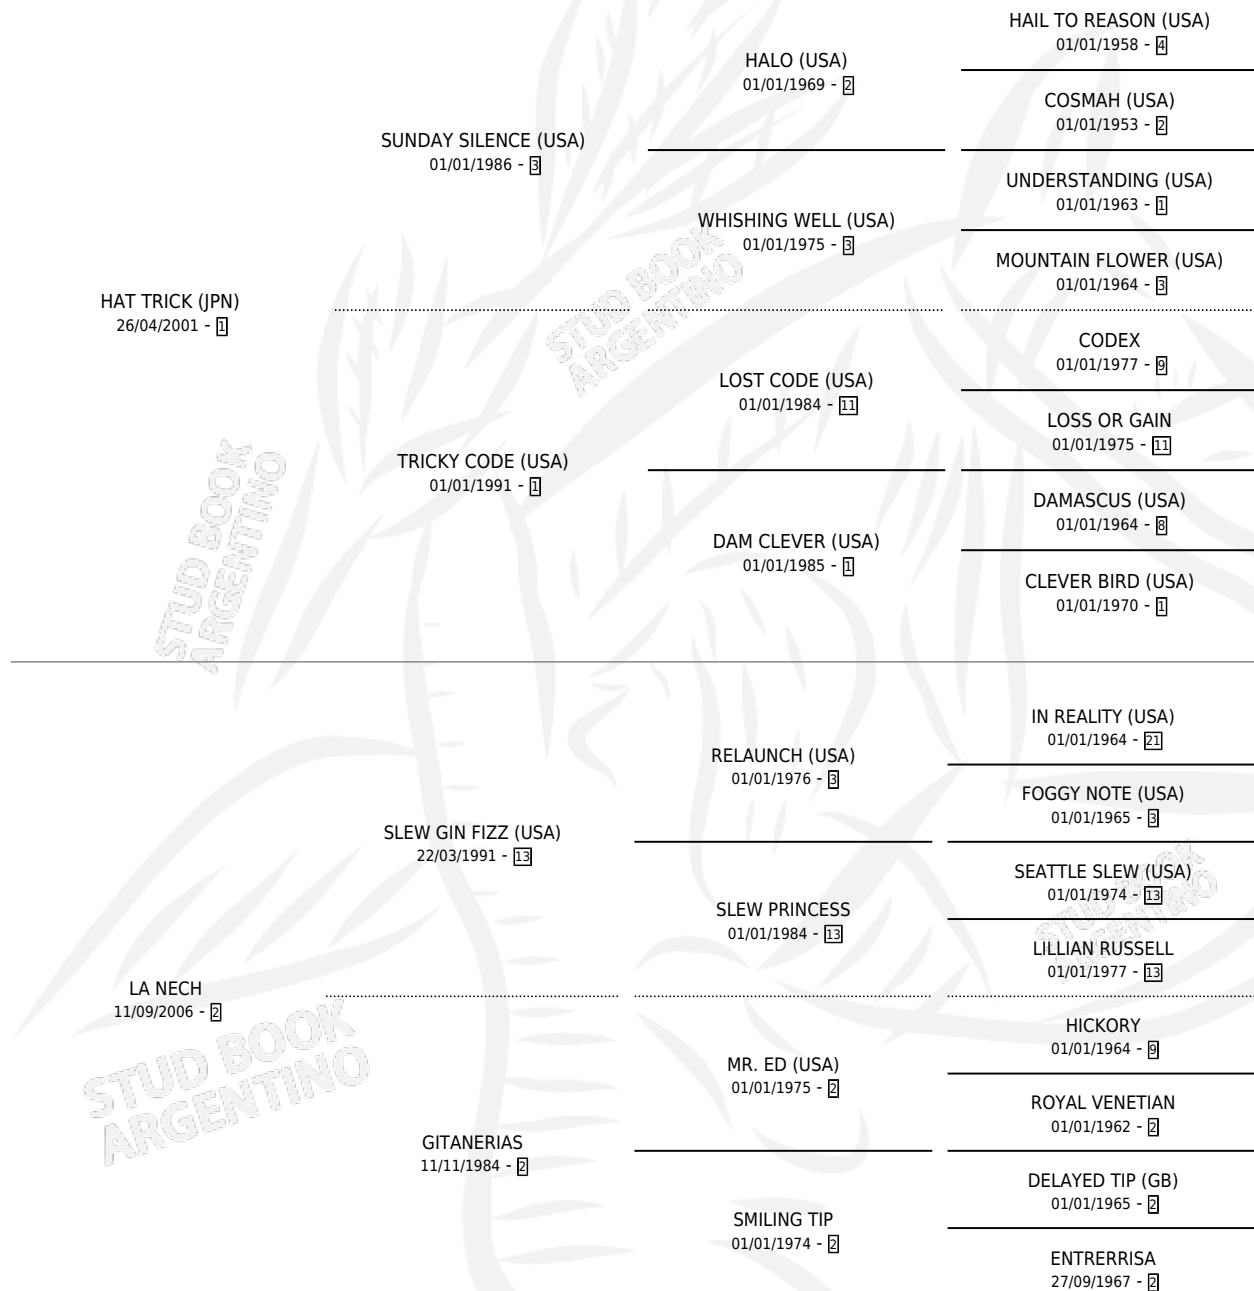 HAIL TO REASON (USA)
01/01/1958 - 4
HALO (USA)
01/01/1969 - 2
COSMAH (USA)
01/01/1953 - 2
SUNDAY SILENCE (USA)
01/01/1986 - 3
UNDERSTANDING (USA)
01/01/1963 - 1
WHISHING WELL (USA)
01/01/1975 - 3
MOUNTAIN FLOWER (USA)
01/01/1964 - 3
HAT TRICK (JPN)
26/04/2001 - 1
STUD BOOK
ARGENTINO
CODEX
01/01/1977 - 9
LOST CODE (USA)
01/01/1984 - 11
LOSS OR GAIN
01/01/1975 - 11
TRICKY CODE (USA)
01/01/1991 - 1
DAMASCUS (USA)
01/01/1964 - 8
DAM CLEVER (USA)
01/01/1985 - 1
CLEVER BIRD (USA)
01/01/1970 - 1
STUD BOOK
ARGENTINO
IN REALITY (USA)
01/01/1964 - 21
RELAUNCH (USA)
01/01/1976 - 3
FOGGY NOTE (USA)
01/01/1965 - 3
SLEW GIN FIZZ (USA)
22/03/1991 - 13
SEATTLE SLEW (USA)
01/01/1974 - 13
STUD BOOK
ARGENTINO
SLEW PRINCESS
01/01/1984 - 13
LILLIAN RUSSELL
01/01/1977 - 13
LA NECH
11/09/2006 - 2
STUD BOOK
ARGENTINO
HICKORY
01/01/1964 - 9
MR. ED (USA)
01/01/1975 - 2
ROYAL VENETIAN
01/01/1962 - 2
GITANERIAS
11/11/1984 - 2
DELAYED TIP (GB)
01/01/1965 - 2
SMILING TIP
01/01/1974 - 2
ENTRERRISA
27/09/1967 - 2